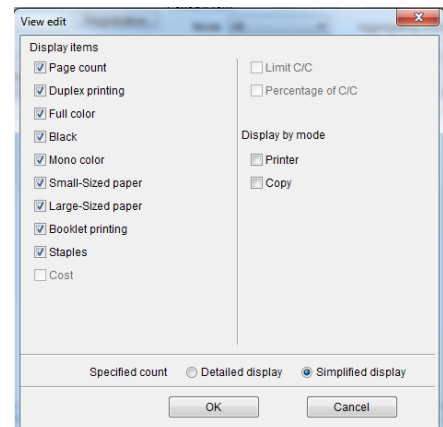 View edit
Display items
Page count
Duplex printing
Full color
Black
Mono color
Small-Sized paper
Large-Sized paper
Booklet printing
Staples
Cost
Limit C/C
Percentage of C/C
Display by mode
Printer
Copy
Specified count Detailed display Simplified display
OK Cancel